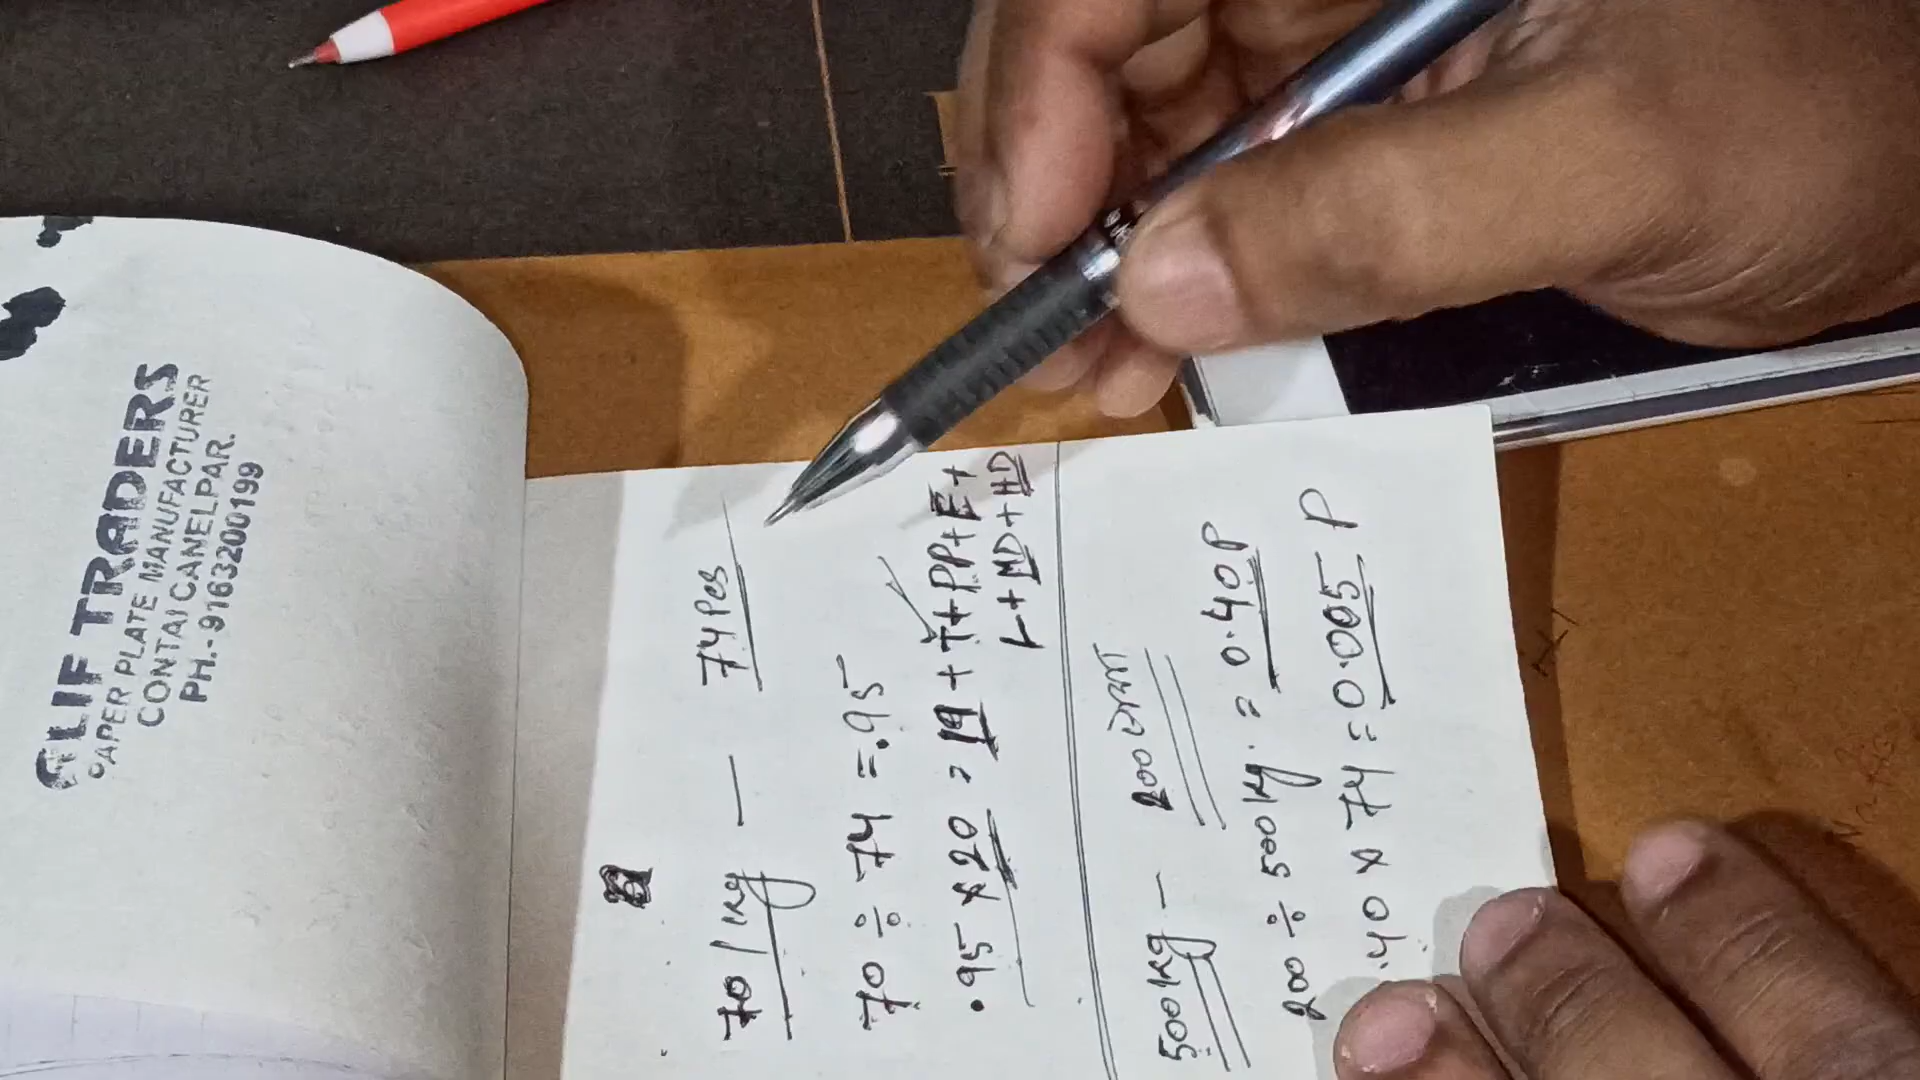 ALIF TRADERS
PAPER PLATE MANUFACTURER
CONTAI CANELPAR.
PH.-9163200199
70/kg — 74 Pcs
70 ÷ 74 = .95
.95 × 20 = 19 + T + PP + E +
L + MD + HD
500 kg — 200
200 ÷ 500 kg. = 0.40 P
.40 × 74 = 0.005 P